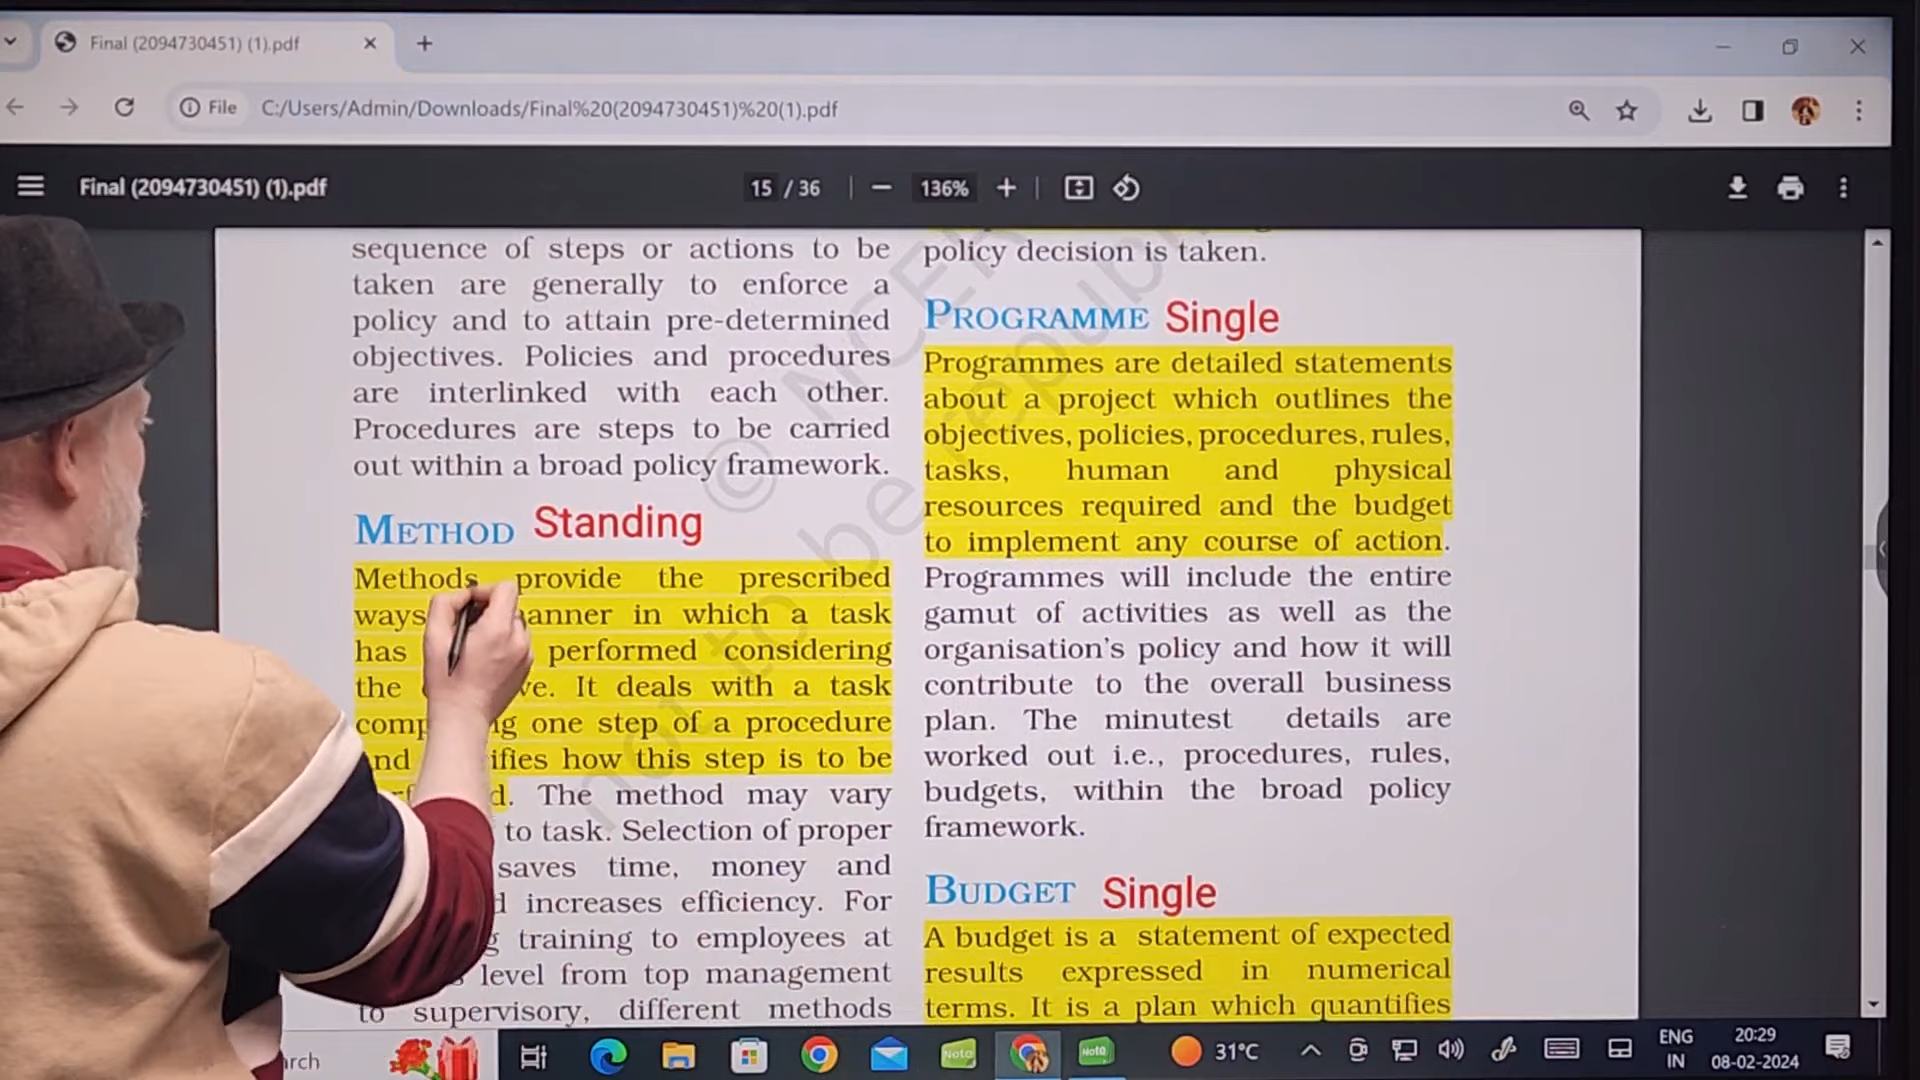 Final (2094730451) (1).pdf
File C:/Users/Admin/Downloads/Final%20(2094730451)%20(1).pdf
Final (2094730451) (1).pdf
15 / 36
136%
sequence of steps or actions to be
taken are generally to enforce a
policy and to attain pre-determined
objectives. Policies and procedures
are interlinked with each other.
Procedures are steps to be carried
out within a broad policy framework.
METHOD Standing
Methods provide the prescribed
ways in which a task
has performed considering
the It deals with a task
one step of a procedure
how this step is to be
The method may vary
to task. Selection of proper
saves time, money and
increases efficiency. For
training to employees at
level from top management
to supervisory, different methods
policy decision is taken.
PROGRAMME Single
Programmes are detailed statements
about a project which outlines the
objectives, policies, procedures, rules,
tasks, human and physical
resources required and the budget
to implement any course of action.
Programmes will include the entire
gamut of activities as well as the
organisation's policy and how it will
contribute to the overall business
plan. The minutest details are
worked out i.e., procedures, rules,
budgets, within the broad policy
framework.
BUDGET Single
A budget is a statement of expected
results expressed in numerical
terms. It is a plan which quantifies
© NCER
not to be republ
31°C
ENG
IN
20:29
08-02-2024